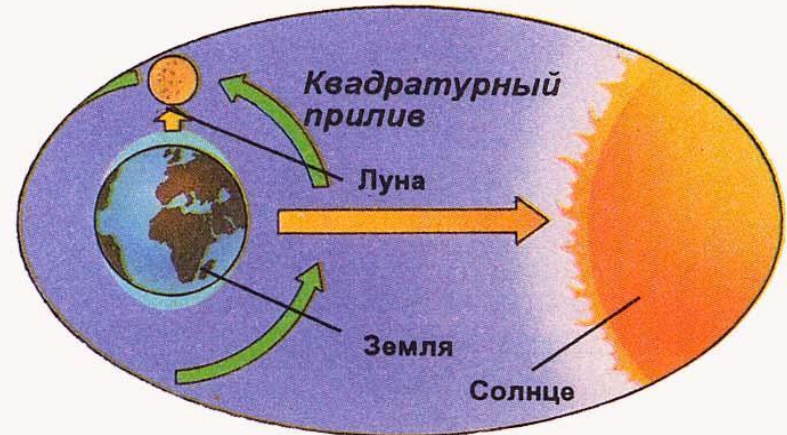 Квадратурный
прилив
Луна
Земля
Солнце